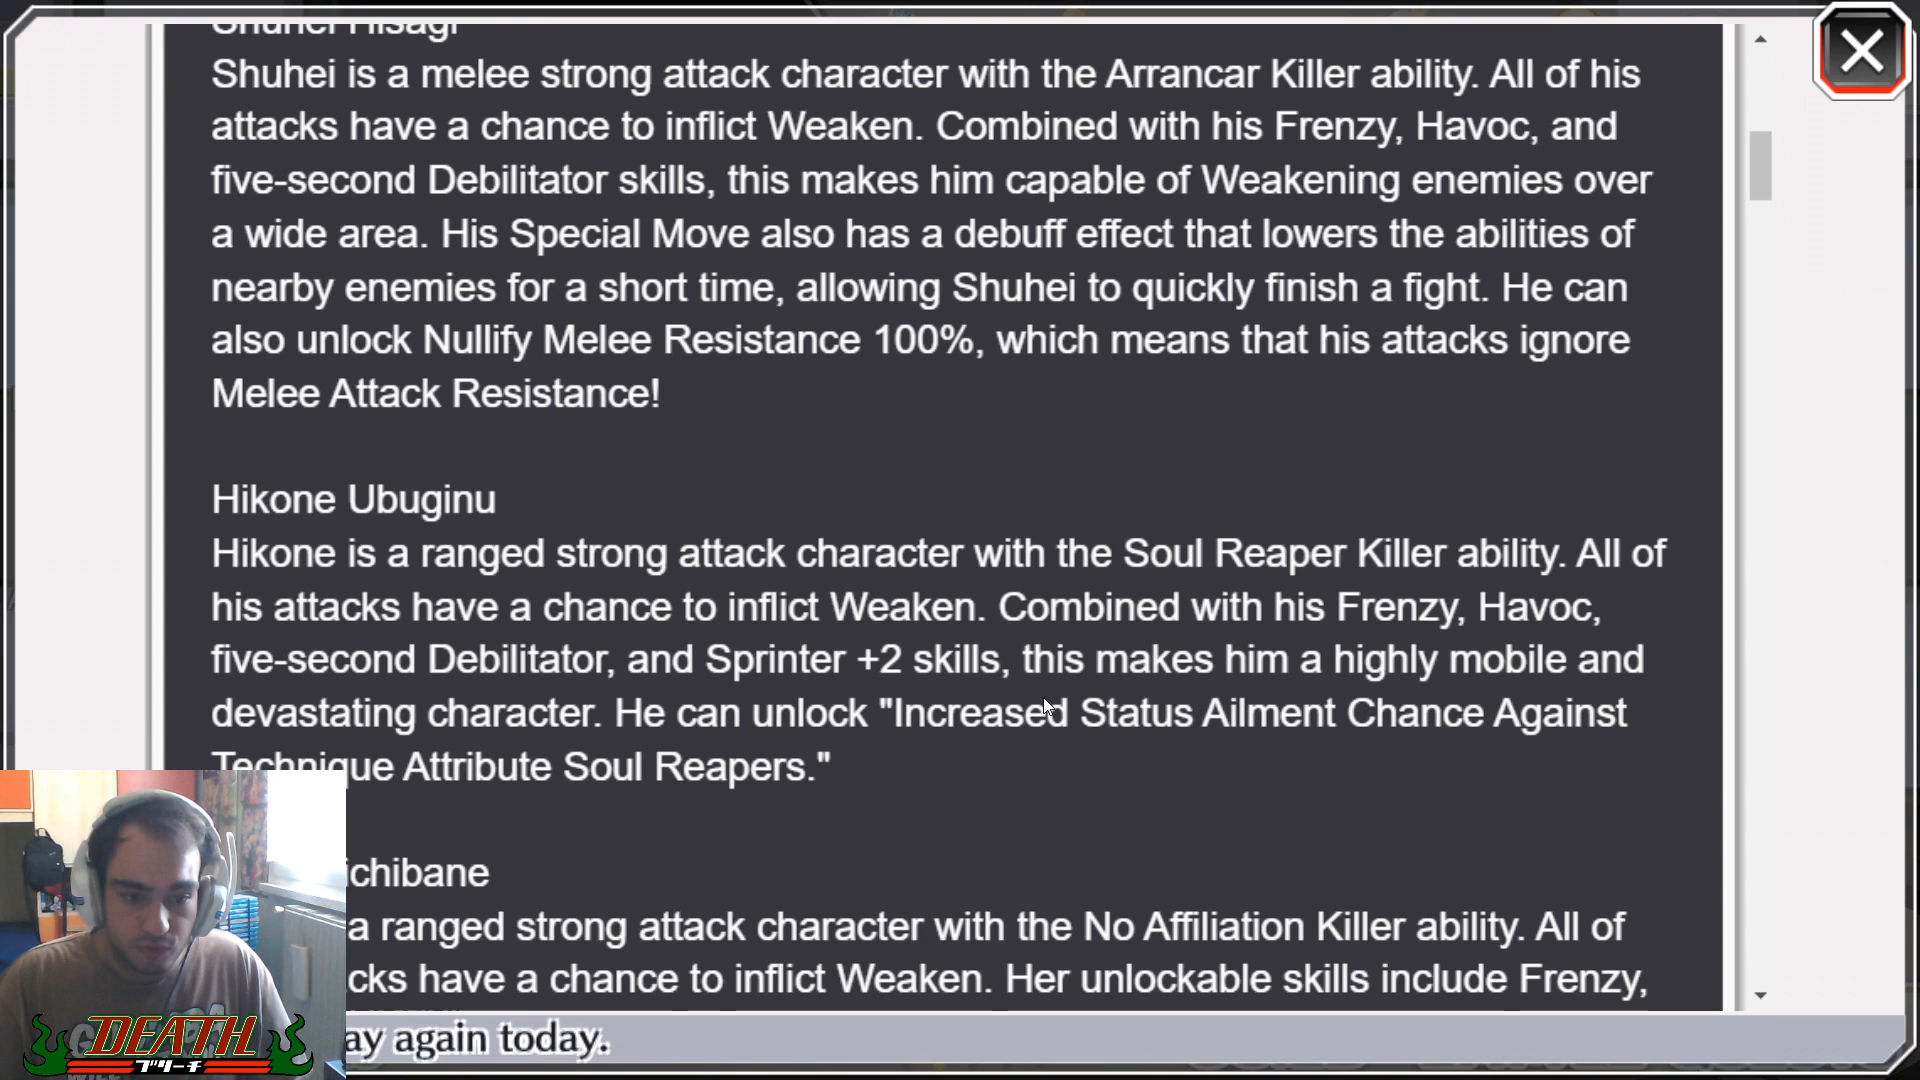 Shuhei Hisagi
Shuhei is a melee strong attack character with the Arrancar Killer ability. All of his
attacks have a chance to inflict Weaken. Combined with his Frenzy, Havoc, and
five-second Debilitator skills, this makes him capable of Weakening enemies over
a wide area. His Special Move also has a debuff effect that lowers the abilities of
nearby enemies for a short time, allowing Shuhei to quickly finish a fight. He can
also unlock Nullify Melee Resistance 100%, which means that his attacks ignore
Melee Attack Resistance!
Hikone Ubuginu
Hikone is a ranged strong attack character with the Soul Reaper Killer ability. All of
his attacks have a chance to inflict Weaken. Combined with his Frenzy, Havoc,
five-second Debilitator, and Sprinter +2 skills, this makes him a highly mobile and
devastating character. He can unlock "Increased Status Ailment Chance Against
Technique Attribute Soul Reapers."
ichibane
a ranged strong attack character with the No Affiliation Killer ability. All of
cks have a chance to inflict Weaken. Her unlockable skills include Frenzy,
ay again today.
DEATH
ブリーチ